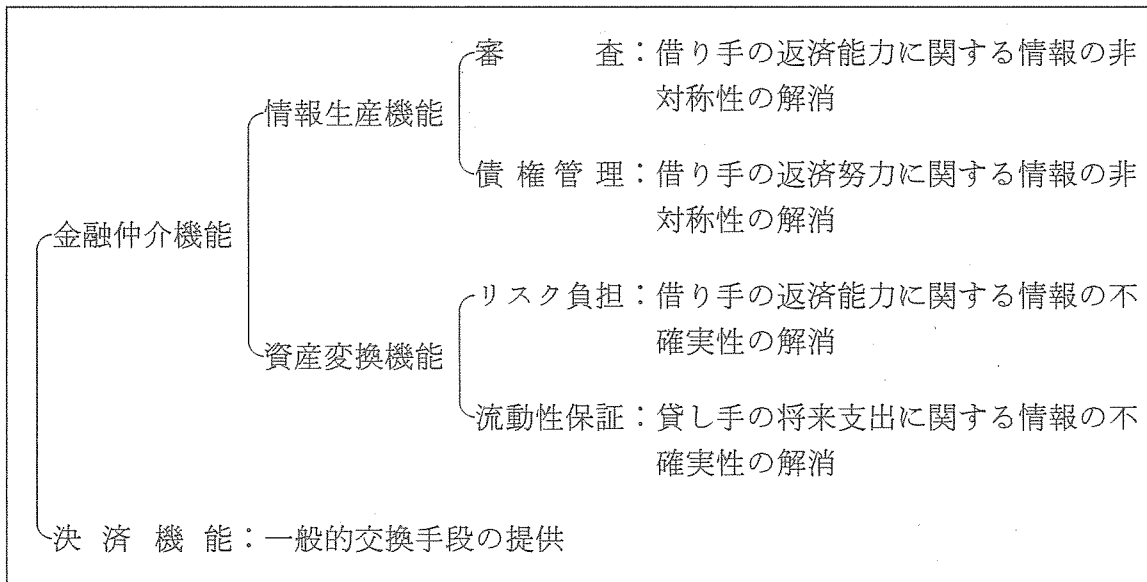 審査：借り手の返済能力に関する情報の非
対称性の解消
情報生産機能
債権管理：借り手の返済努力に関する情報の非
対称性の解消
金融仲介機能
リスク負担：借り手の返済能力に関する情報の不
確実性の解消
資産変換機能
流動性保証：貸し手の将来支出に関する情報の不
確実性の解消
決済機能：一般的交換手段の提供